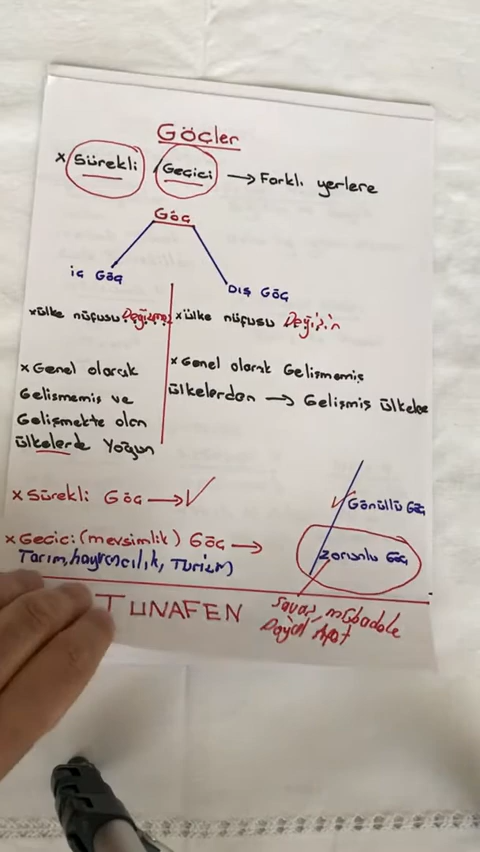 Göçler
x Sürekli / Geçici → Farklı yerlere
Göç
iç Göç
Dış Göç
x ülke nüfusu Değişmez
x ülke nüfusu Değişir
x Genel olarak
Gelişmemiş ve
Gelişmekte olan
ülkelerde Yoğun
x Genel olarak Gelişmemiş
ülkelerden → Gelişmiş ülkelere
x Sürekli Göç → ✓
x Gecici (mevsimlik) Göç →
Tarım, hayvancılık, Turizm
Gönüllü Göç
Zorunlu Göç
TUNAFEN
Savaş, mübadele
Doğal Afet